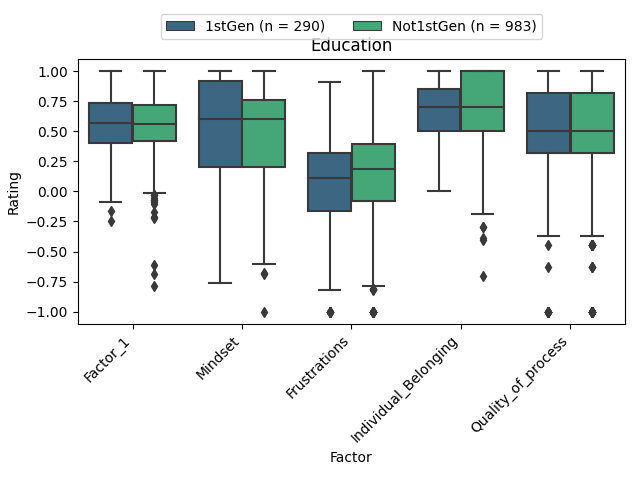 1stGen (n = 290)
Not1stGen (n = 983)
Education
Rating
1.00
0.75
0.50
0.25
0.00
−0.25
−0.50
−0.75
−1.00
Factor_1
Mindset
Frustrations
Individual_Belonging
Quality_of_process
Factor